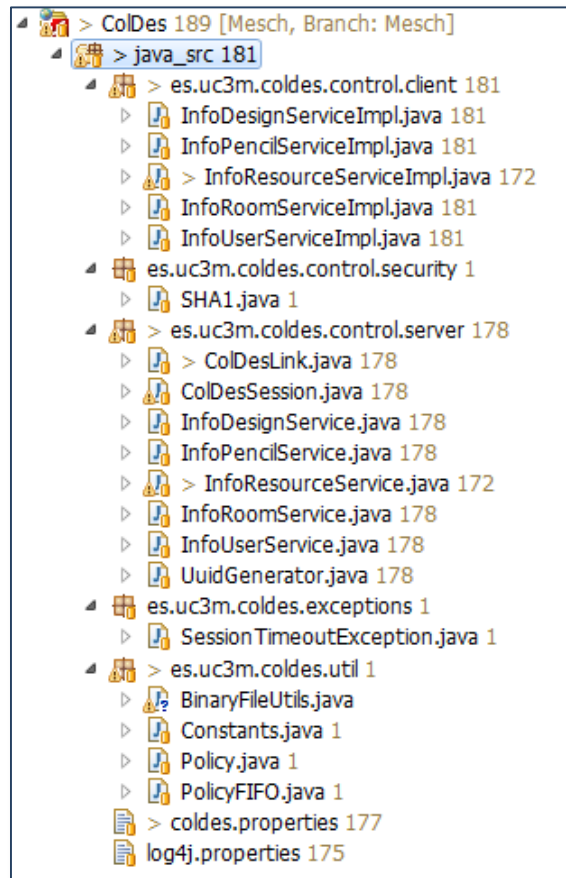 > ColDes 189 [Mesch, Branch: Mesch]
> java_src 181
> es.uc3m.coldes.control.client 181
InfoDesignServiceImpl.java 181
InfoPencilServiceImpl.java 181
> InfoResourceServiceImpl.java 172
InfoRoomServiceImpl.java 181
InfoUserServiceImpl.java 181
es.uc3m.coldes.control.security 1
SHA1.java 1
> es.uc3m.coldes.control.server 178
> ColDesLink.java 178
ColDesSession.java 178
InfoDesignService.java 178
InfoPencilService.java 178
> InfoResourceService.java 172
InfoRoomService.java 178
InfoUserService.java 178
UuidGenerator.java 178
es.uc3m.coldes.exceptions 1
SessionTimeoutException.java 1
> es.uc3m.coldes.util 1
BinaryFileUtils.java
Constants.java 1
Policy.java 1
PolicyFIFO.java 1
> coldes.properties 177
log4j.properties 175